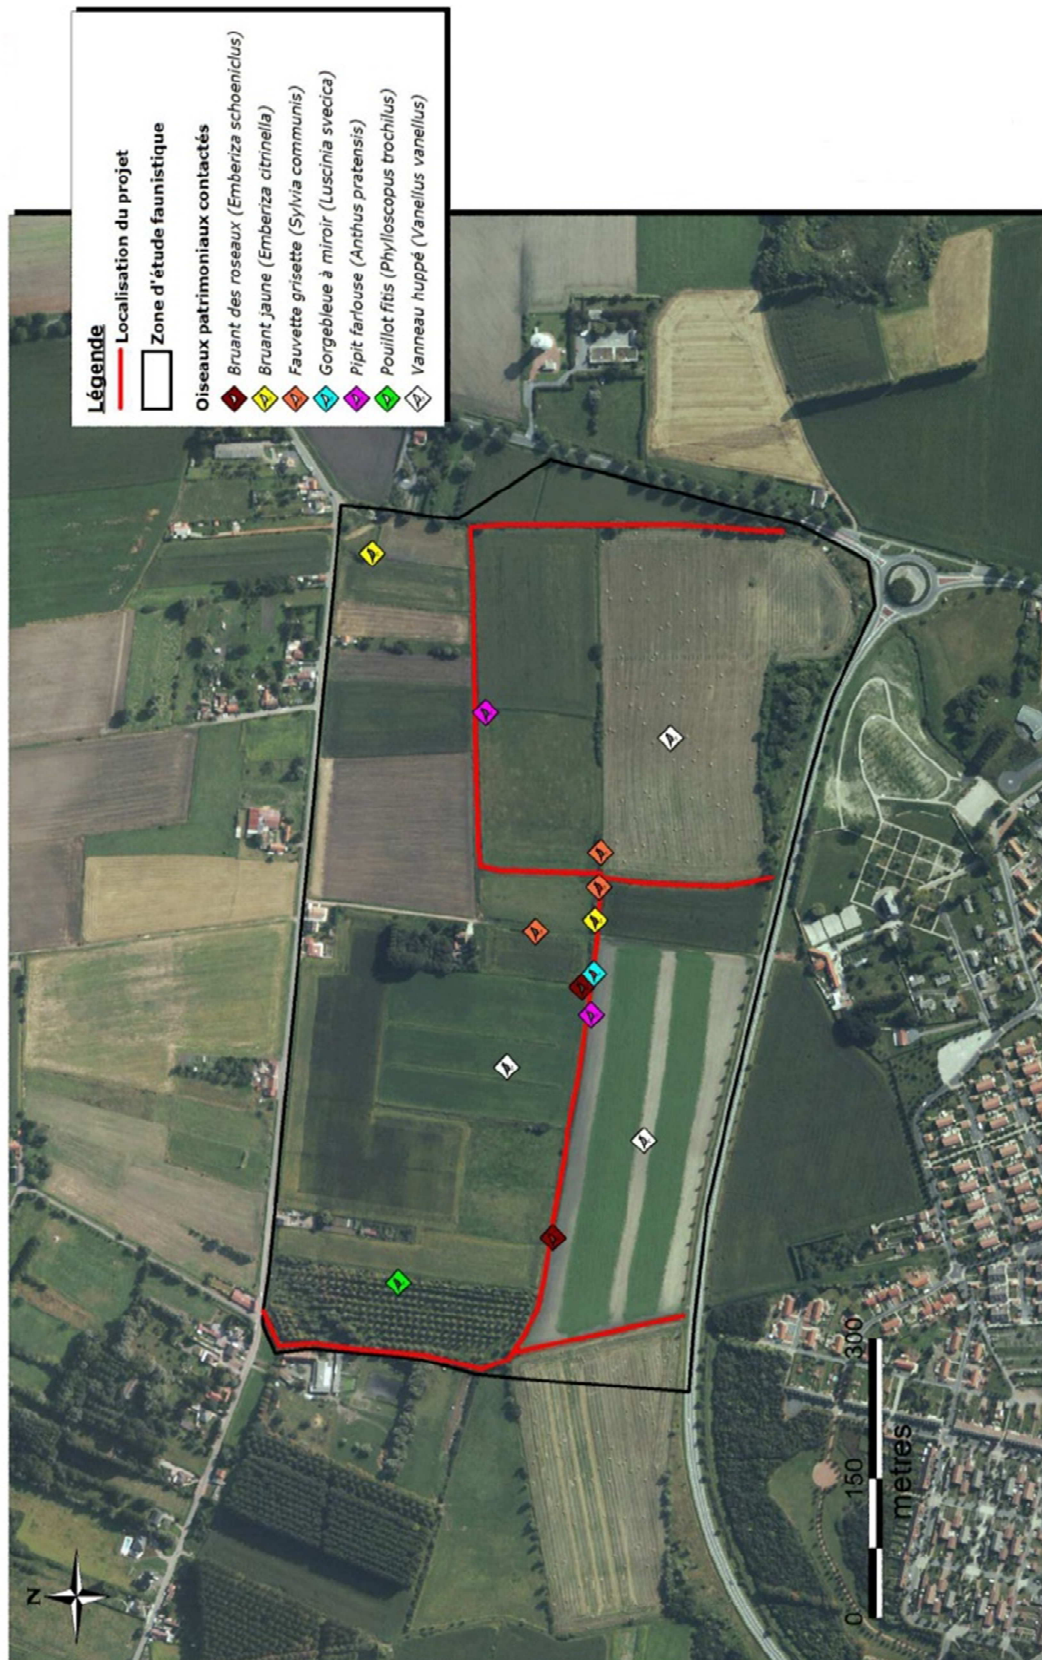 Légende
Localisation du projet
Zone d'étude faunistique
Oiseaux patrimoniaux contactés
Bruant des roseaux (Emberiza schoeniclus)
Bruant jaune (Emberiza citrinella)
Fauvette grisette (Sylvia communis)
Gorgebleue à miroir (Luscinia svecica)
Pipit farlouse (Anthus pratensis)
Pouillot fitis (Phylloscopus trochilus)
Vanneau huppé (Vanellus vanellus)
N
0 150 300
metres